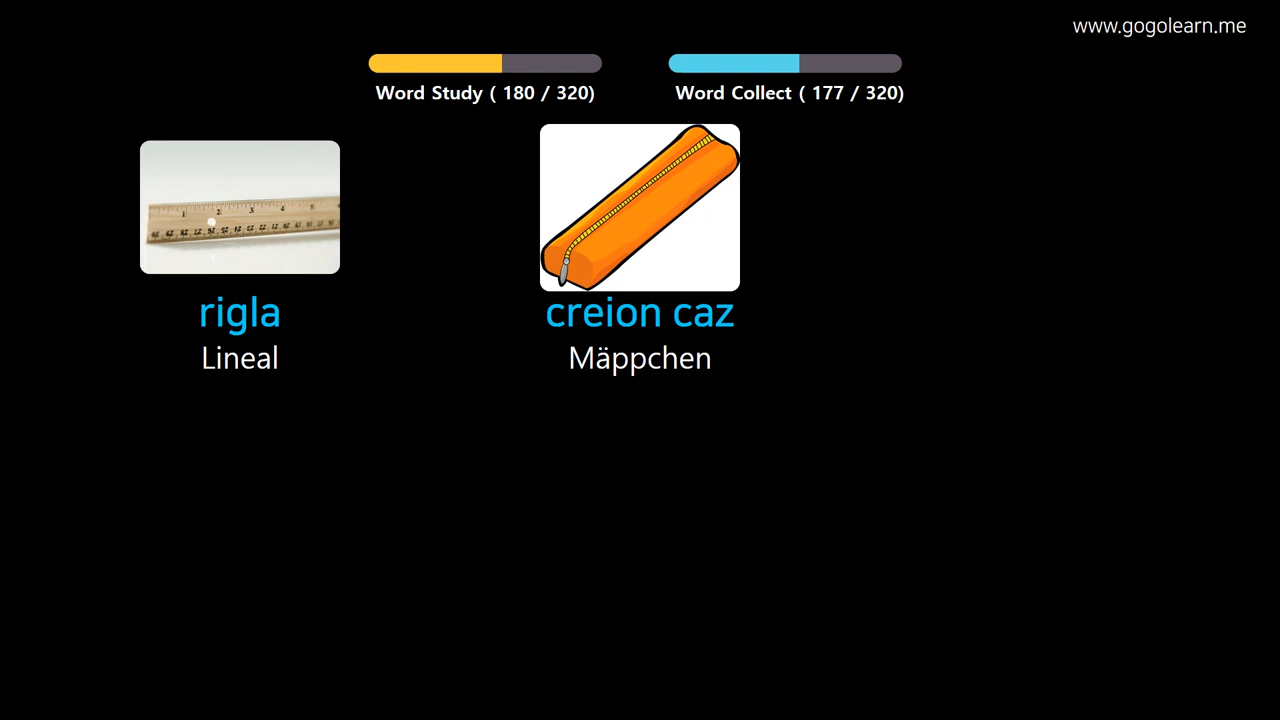 www.gogolearn.me
Word Study ( 180 / 320)
Word Collect ( 177 / 320)
rigla
creion caz
Lineal
Mäppchen